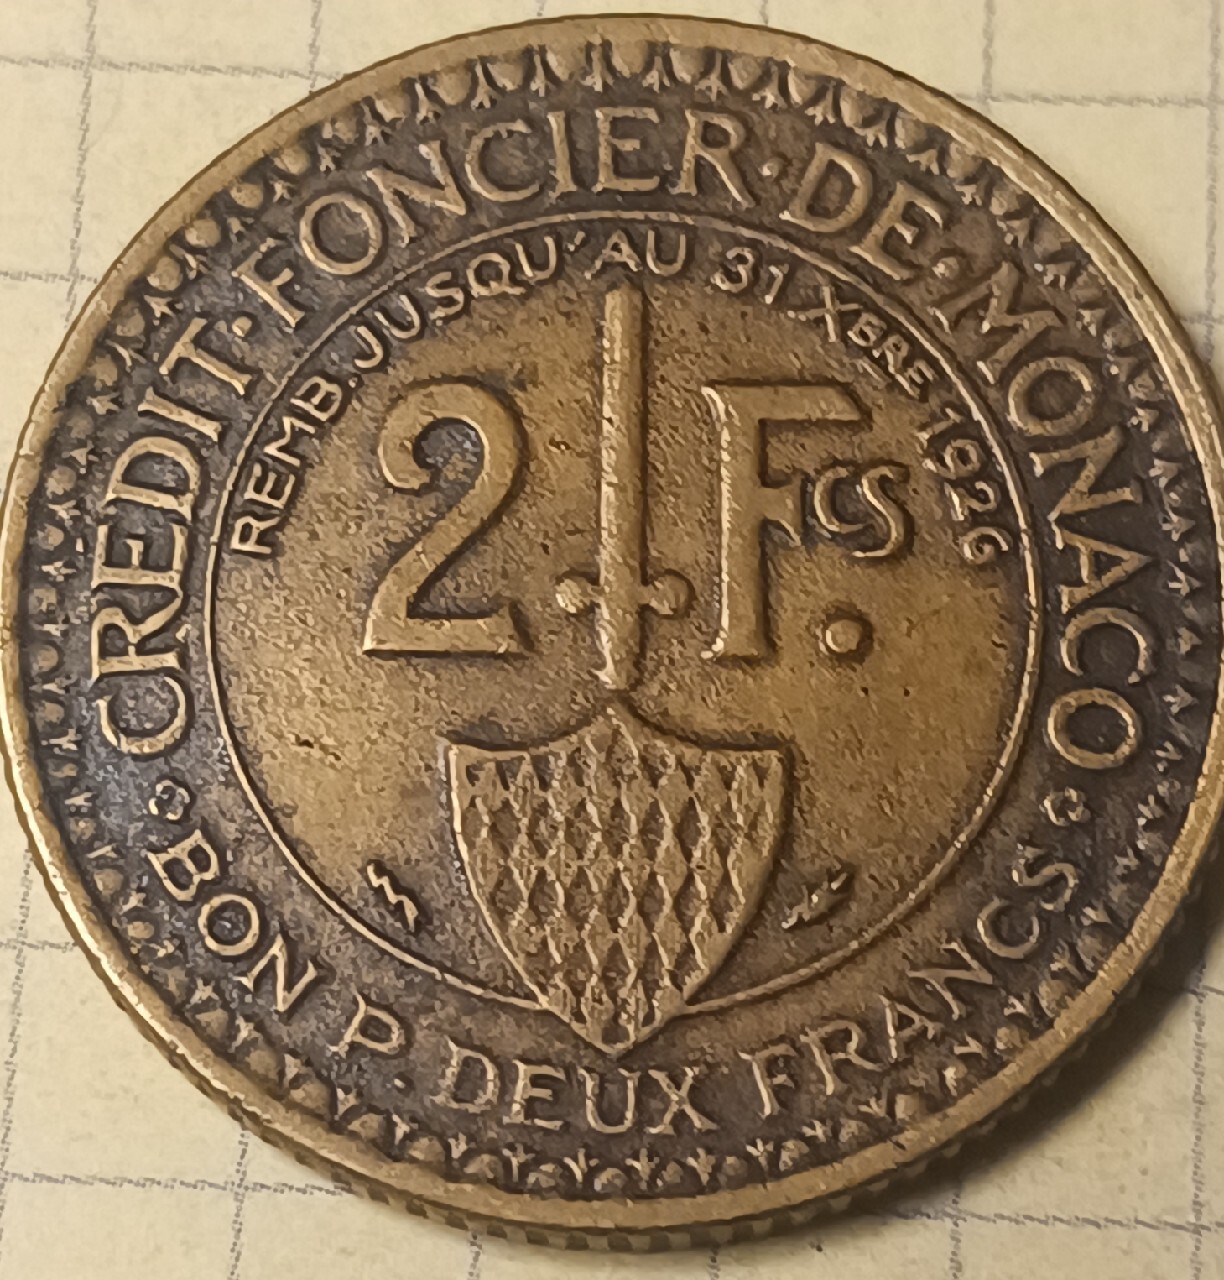 CREDIT·FONCIER·DE·MONACO
REMB. JUSQU'AU 31 XBRE 1926
2 Fcs.
BON P. DEUX FRANCS